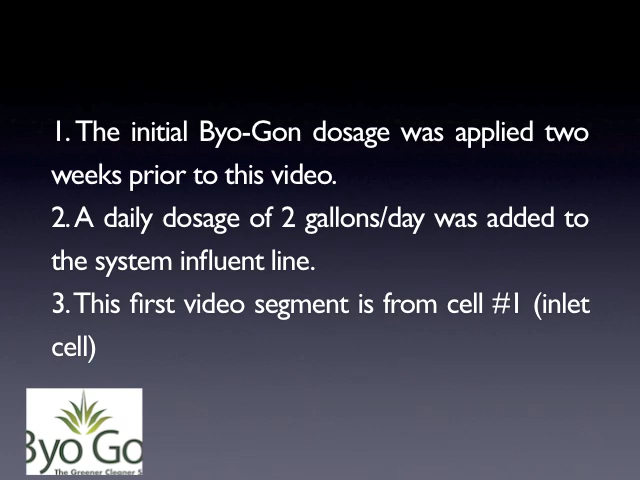 1. The initial Byo-Gon dosage was applied two
weeks prior to this video.
2. A daily dosage of 2 gallons/day was added to
the system influent line.
3. This first video segment is from cell #1 (inlet
cell)
Byo Go
The Greener Cleaner S